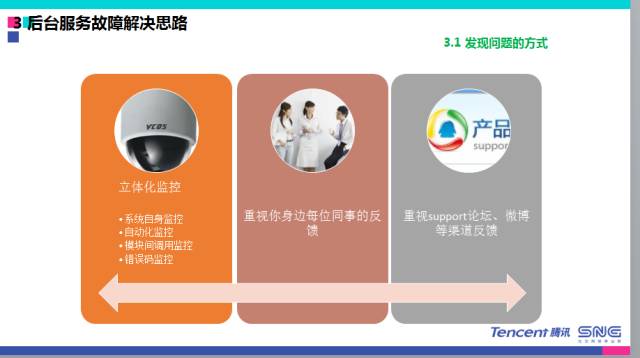 3 后台服务故障解决思路
3.1 发现问题的方式
VCOS
产品
support
立体化监控
•系统自身监控
•自动化监控
•模块间调用监控
•错误码监控
重视你身边每位同事的反
馈
重视support论坛、微博
等渠道反馈
Tencent 腾讯
SNG